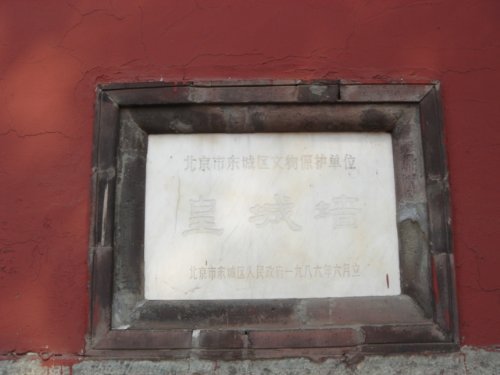 北京市东城区文物保护单位
皇城墙
北京市东城区人民政府一九八六年六月立